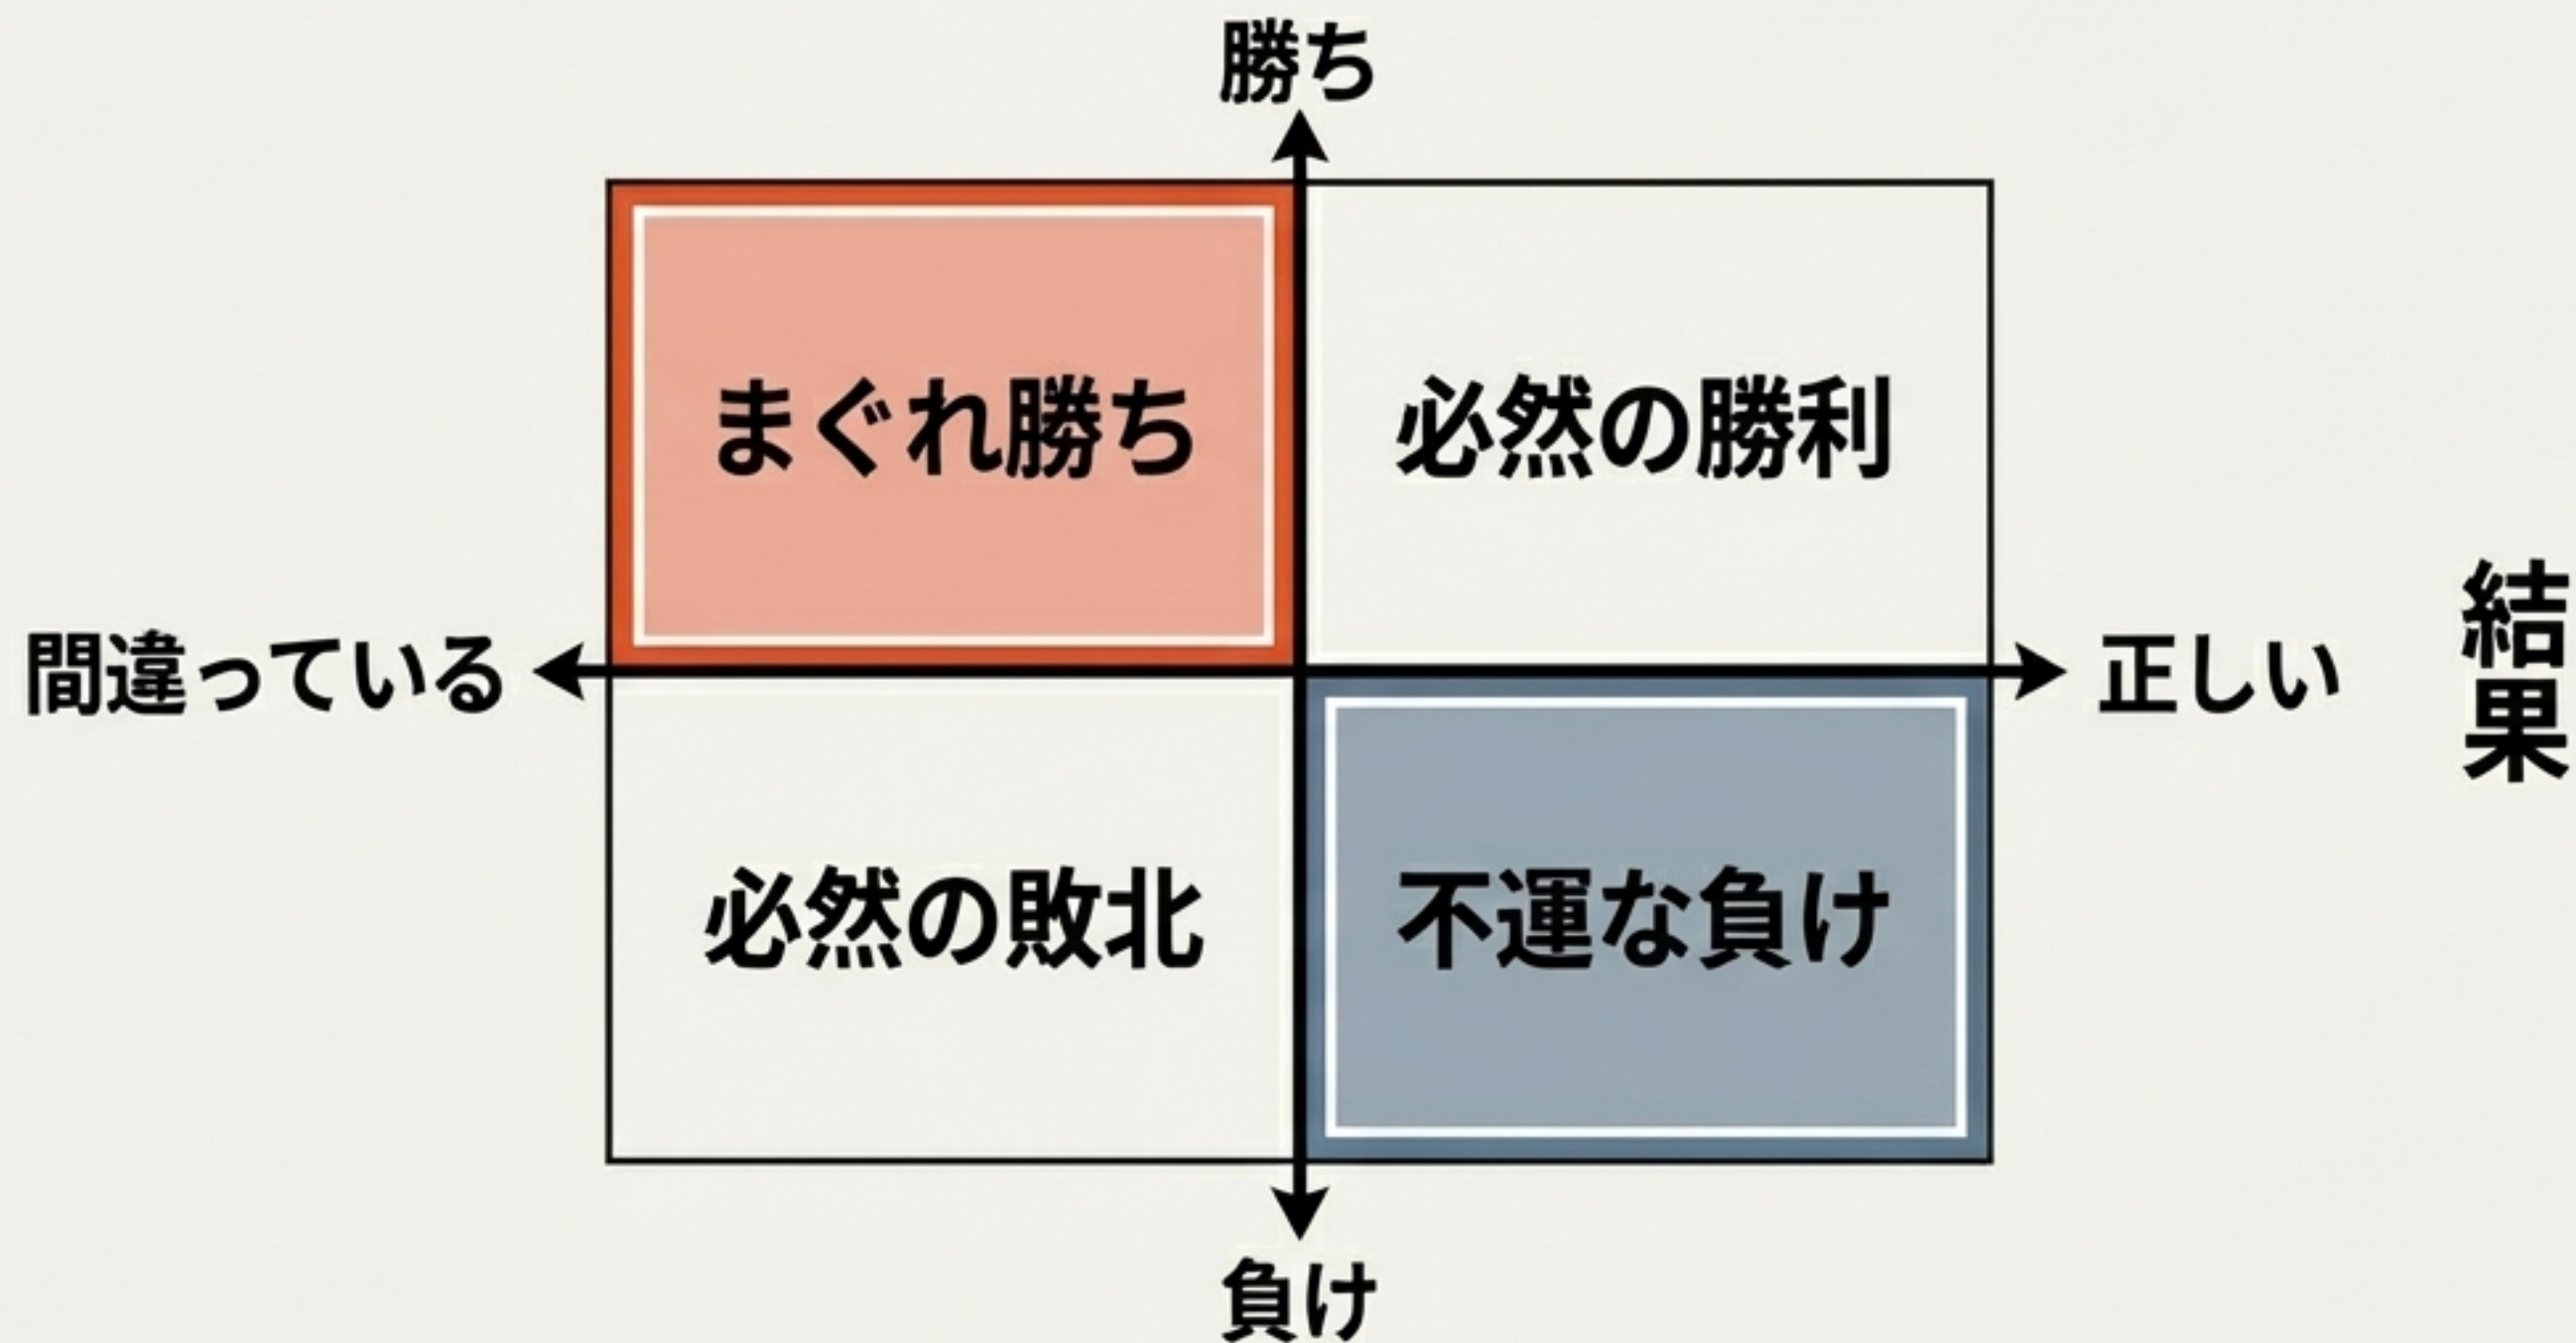 勝ち
まぐれ勝ち
必然の勝利
間違っている
正しい
結果
必然の敗北
不運な負け
負け